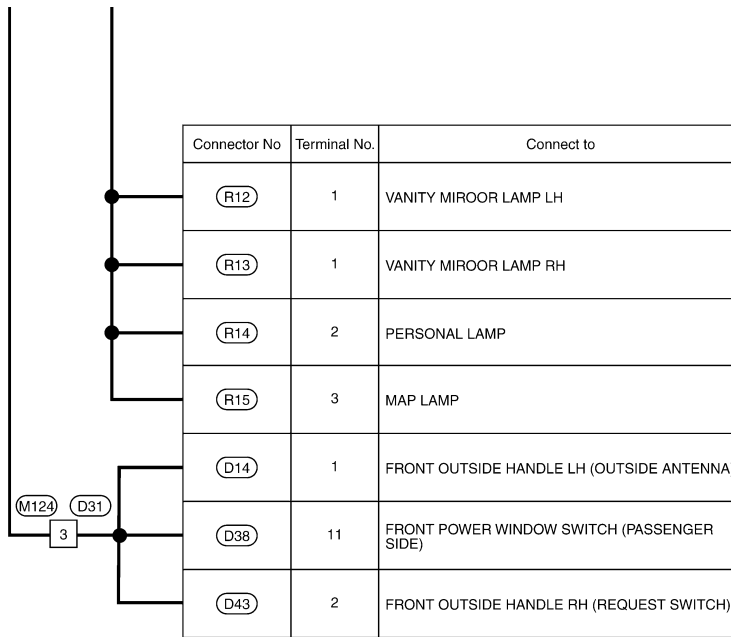 Connector No Terminal No. Connect to
R12 1 VANITY MIROOR LAMP LH
R13 1 VANITY MIROOR LAMP RH
R14 2 PERSONAL LAMP
R15 3 MAP LAMP
D14 1 FRONT OUTSIDE HANDLE LH (OUTSIDE ANTENNA
M124 D31
3
D38 11 FRONT POWER WINDOW SWITCH (PASSENGER
SIDE)
D43 2 FRONT OUTSIDE HANDLE RH (REQUEST SWITCH)